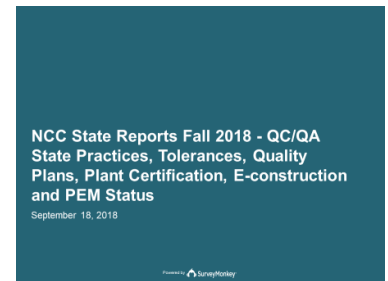 NCC State Reports Fall 2018 - QC/QA
State Practices, Tolerances, Quality
Plans, Plant Certification, E-construction
and PEM Status
September 18, 2018
Powered by SurveyMonkey